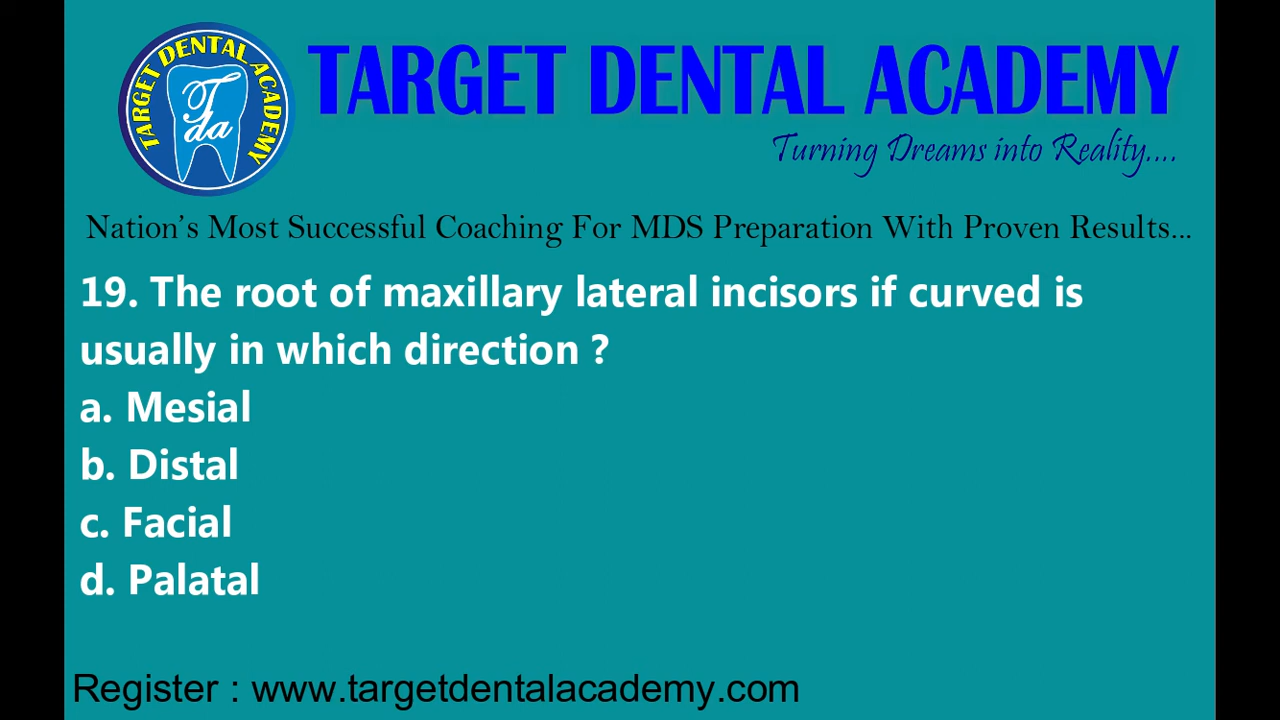 TARGET DENTAL ACADEMY
Tda
TARGET DENTAL ACADEMY
Turning Dreams into Reality....
Nation's Most Successful Coaching For MDS Preparation With Proven Results...
19. The root of maxillary lateral incisors if curved is
usually in which direction ?
a. Mesial
b. Distal
c. Facial
d. Palatal
Register : www.targetdentalacademy.com